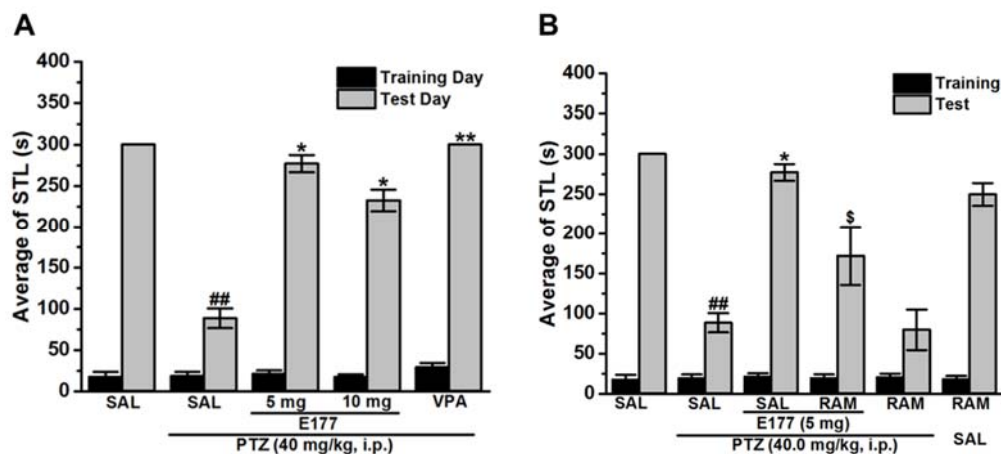 A
Average of STL (s)
400
350
300
250
200
150
100
50
0
Training Day
Test Day
##
*
*
**
SAL
SAL
5 mg
10 mg
VPA
E177
PTZ (40 mg/kg, i.p.)
B
Average of STL (s)
400
350
300
250
200
150
100
50
0
Training
Test
##
*
$
SAL
SAL
SAL
RAM
RAM
RAM
E177 (5 mg)
PTZ (40.0 mg/kg, i.p.)
SAL